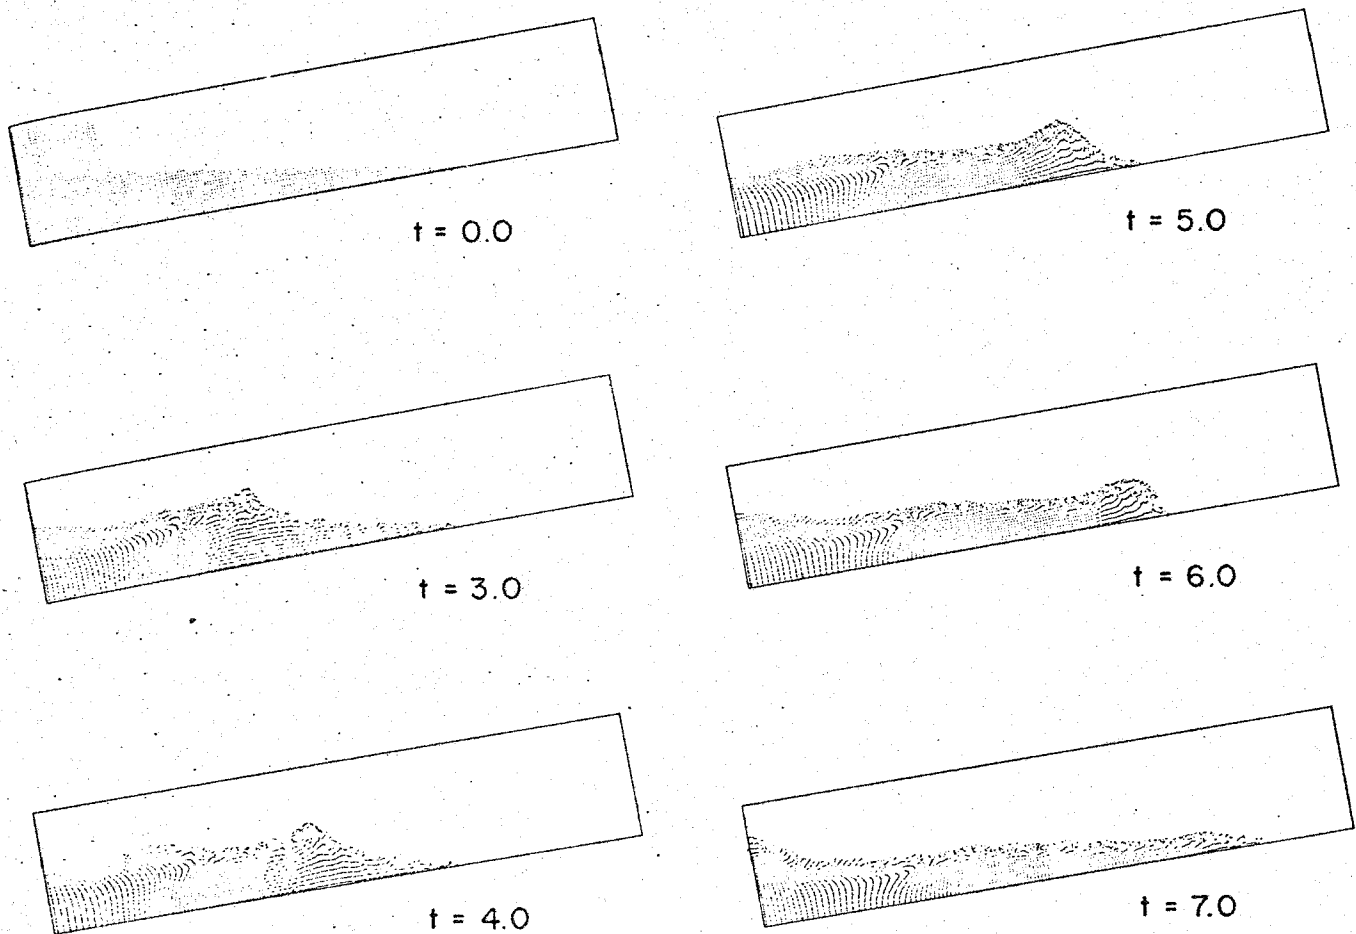 t = 0.0
t = 3.0
t = 4.0
t = 5.0
t = 6.0
t = 7.0